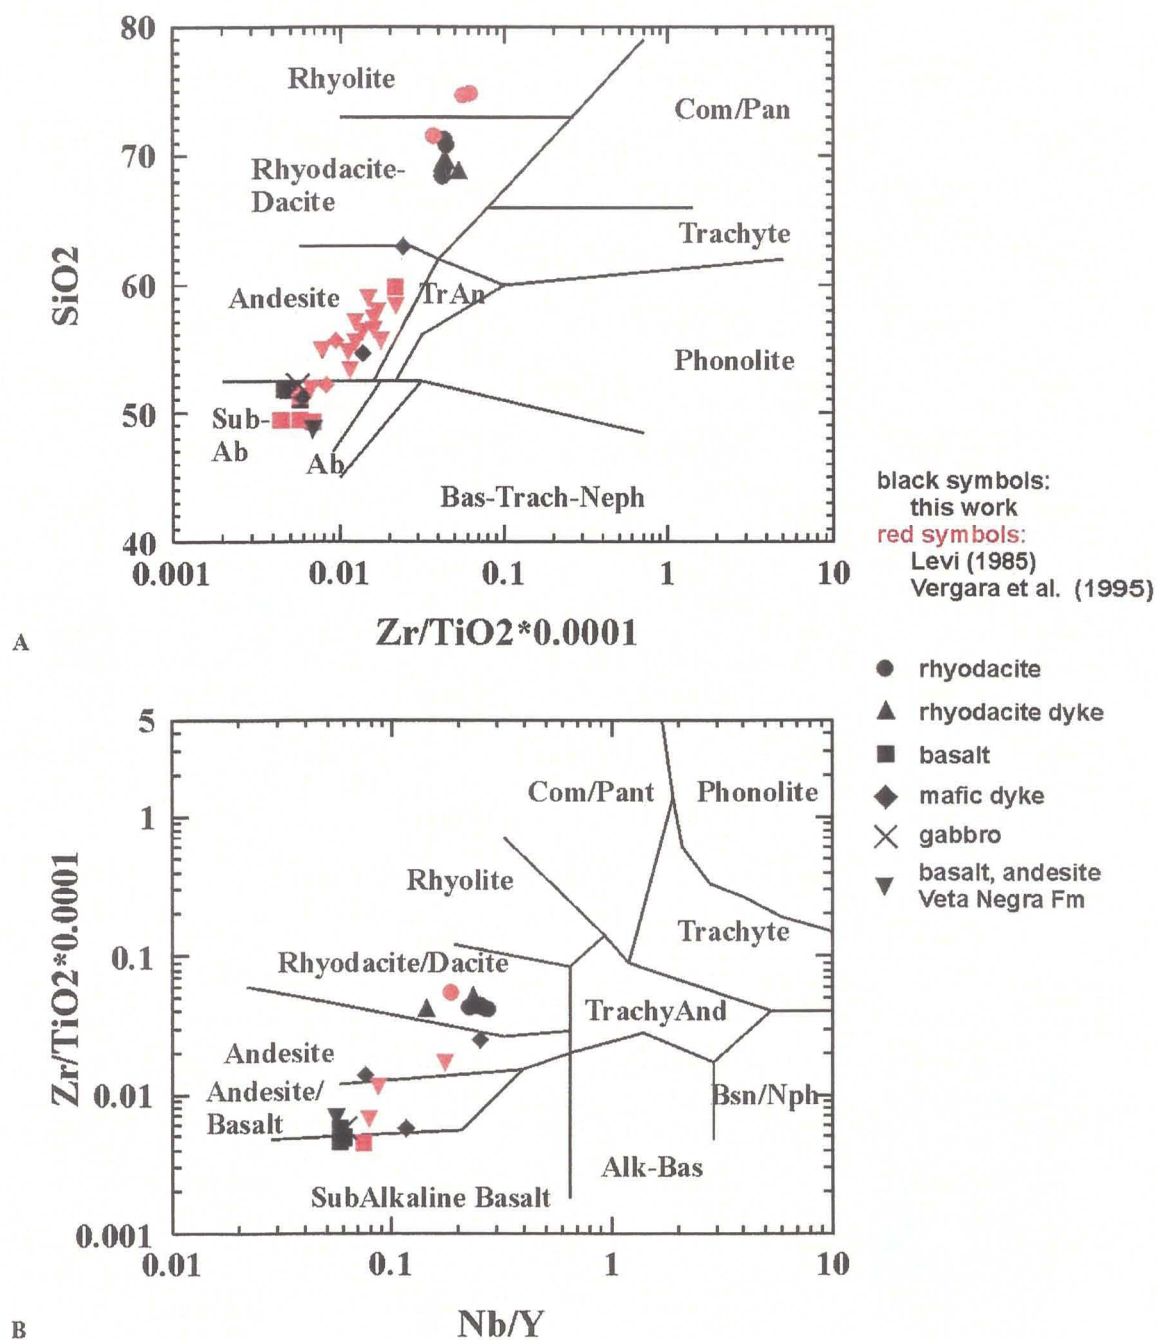 80
70
60
50
40
SiO2
Rhyolite
Com/Pan
Rhyodacite-
Dacite
Trachyte
Andesite
TrAn
Phonolite
Sub-
Ab
Ab
Bas-Trach-Neph
0.001 0.01 0.1 1 10
Zr/TiO2*0.0001
A
black symbols:
this work
red symbols:
Levi (1985)
Vergara et al. (1995)
rhyodacite
rhyodacite dyke
basalt
mafic dyke
gabbro
basalt, andesite
Veta Negra Fm
5
1
0.1
0.01
0.001
Zr/TiO2*0.0001
Com/Pant
Phonolite
Rhyolite
Trachyte
Rhyodacite/Dacite
TrachyAnd
Andesite
Andesite/
Basalt
Bsn/Nph
Alk-Bas
SubAlkaline Basalt
0.01 0.1 1 10
Nb/Y
B